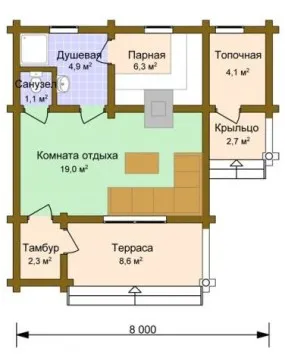 Душевая
4,9 м²
Парная
6,3 м²
Топочная
4,1 м²
Санузел
1,1 м²
Крыльцо
2,7 м²
Комната отдыха
19,0 м²
Тамбур
2,3 м²
Терраса
8,6 м²
8 000